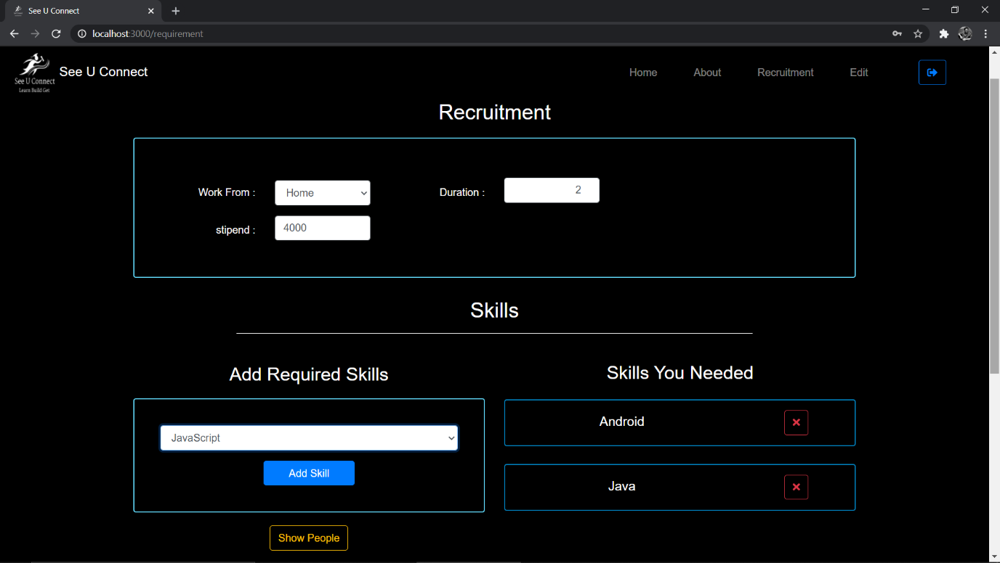 See U Connect
localhost:3000/requirement
See U Connect
Learn Build Get
See U Connect
Home About Recruitment Edit
Recruitment
Work From : Home Duration : 2
stipend : 4000
Skills
Add Required Skills
Skills You Needed
JavaScript
Add Skill
Android
Java
Show People